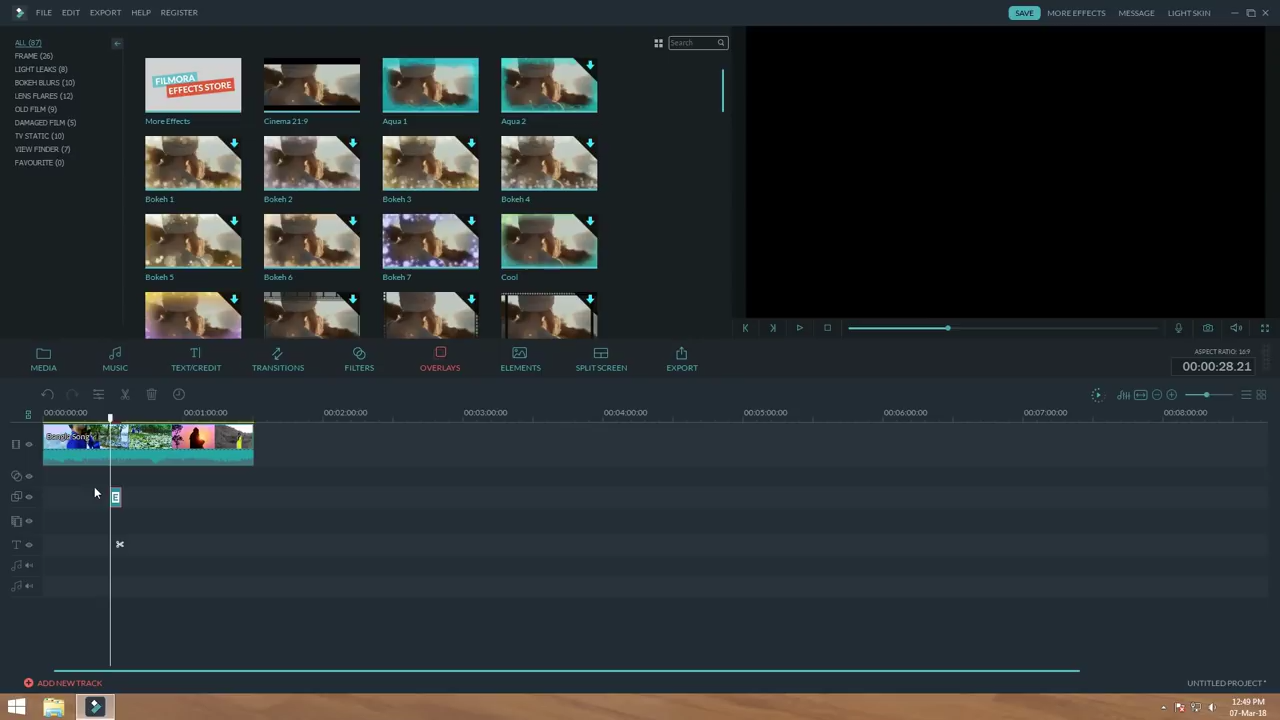 FILE EDIT EXPORT HELP REGISTER SAVE MORE EFFECTS MESSAGE LIGHT SKIN
ALL (87)
FRAME (26)
LIGHT LEAKS (8)
BOKEH BLURS (10)
LENS FLARES (12)
OLD FILM (9)
DAMAGED FILM (5)
TV STATIC (10)
VIEW FINDER (7)
FAVOURITE (0)
Search
FILMORA
EFFECTS STORE
More Effects Cinema 21:9 Aqua 1 Aqua 2
Bokeh 1 Bokeh 2 Bokeh 3 Bokeh 4
Bokeh 5 Bokeh 6 Bokeh 7 Cool
MEDIA MUSIC TEXT/CREDIT TRANSITIONS FILTERS OVERLAYS ELEMENTS SPLIT SCREEN EXPORT
ASPECT RATIO: 16:9
00:00:28.21
00:00:00:00 00:01:00:00 00:02:00:00 00:03:00:00 00:04:00:00 00:05:00:00 00:06:00:00 00:07:00:00 00:08:00:00
E
T
ADD NEW TRACK
UNTITLED PROJECT *
12:49 PM
07-Mar-18